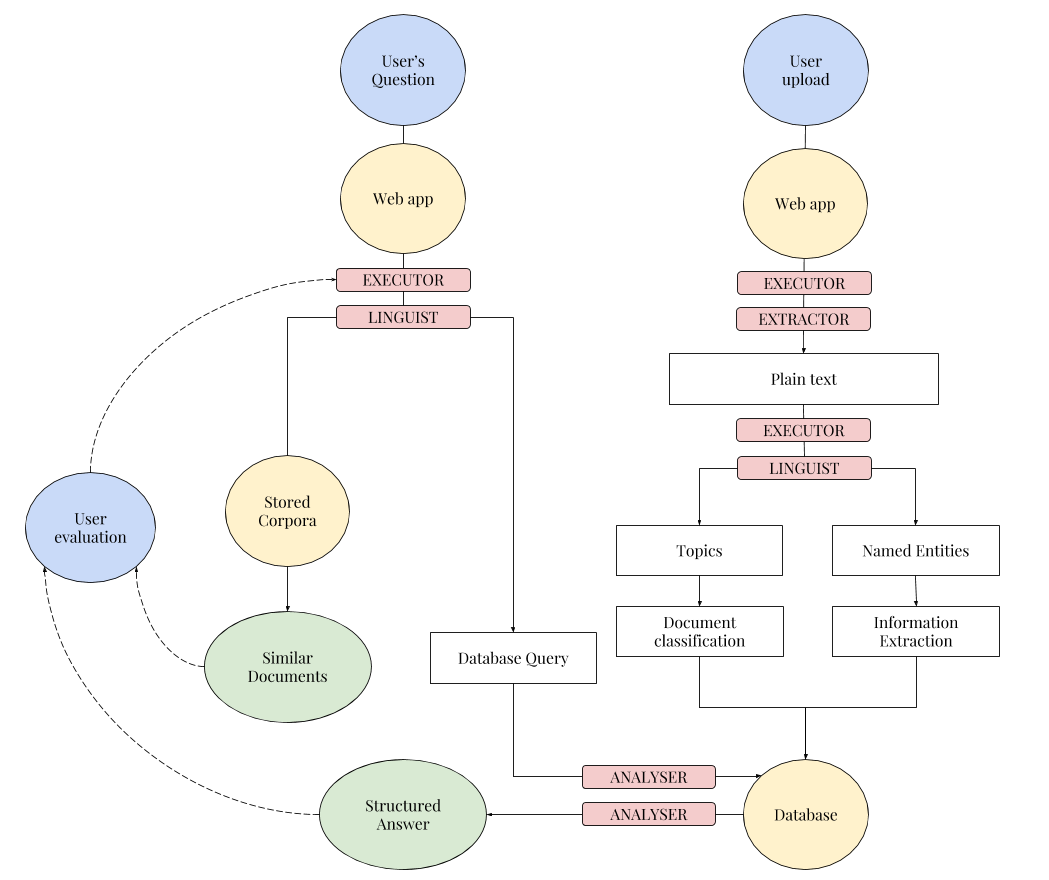 User’s
Question
User
upload
Web app
Web app
EXECUTOR
EXECUTOR
LINGUIST
EXTRACTOR
Plain text
EXECUTOR
LINGUIST
Stored
Corpora
User
evaluation
Topics
Named Entities
Document
classification
Information
Extraction
Similar
Documents
Database Query
ANALYSER
Structured
Answer
ANALYSER
Database